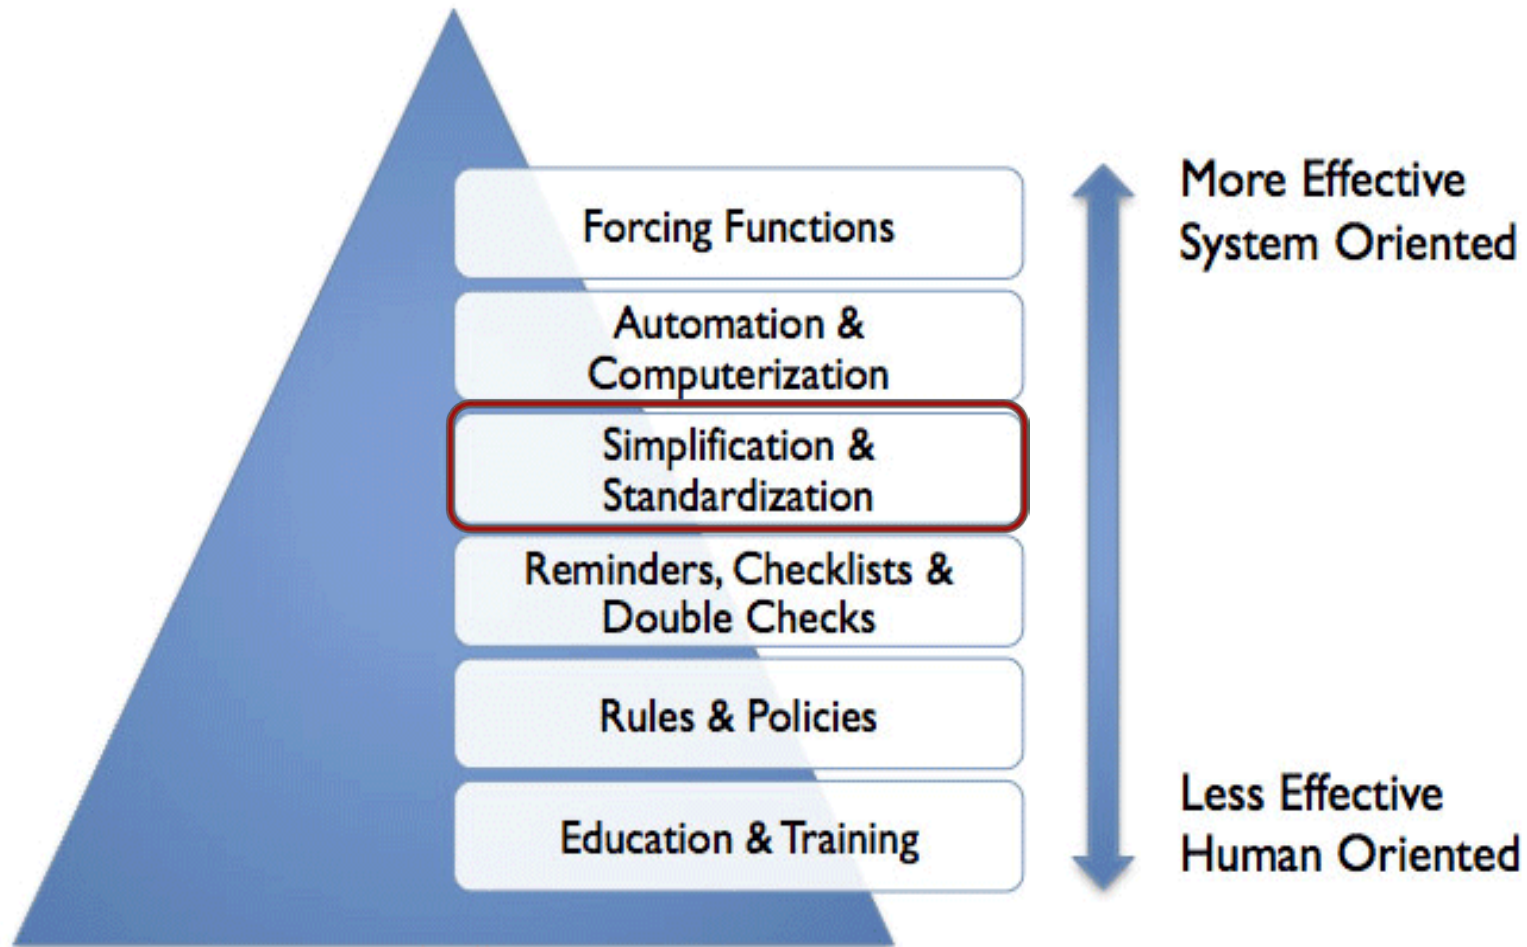 Forcing Functions
Automation &
Computerization
Simplification &
Standardization
Reminders, Checklists &
Double Checks
Rules & Policies
Education & Training
More Effective
System Oriented
Less Effective
Human Oriented